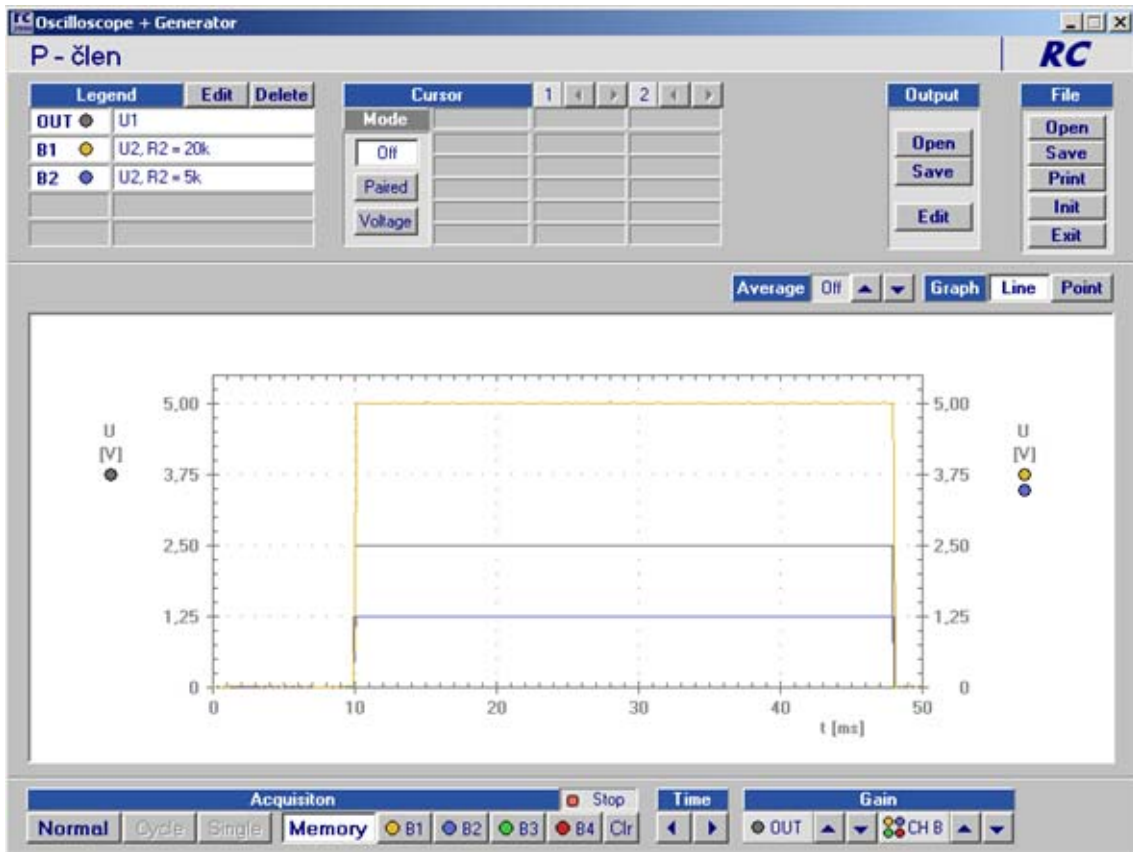 RC Oscilloscope + Generator
P - člen
RC
Legend Edit Delete
OUT U1
B1 U2, R2 = 20k
B2 U2, R2 = 5k
Cursor 1 2
Mode
Off
Paired
Voltage
Output
Open
Save
Edit
File
Open
Save
Print
Init
Exit
Average Off Graph Line Point
U
[V]
5,00
3,75
2,50
1,25
0
5,00
3,75
2,50
1,25
0
U
[V]
0 10 20 30 40 50
t [ms]
Acquisiton Stop
Normal Cycle Single Memory B1 B2 B3 B4 Clr
Time
Gain
OUT CH B